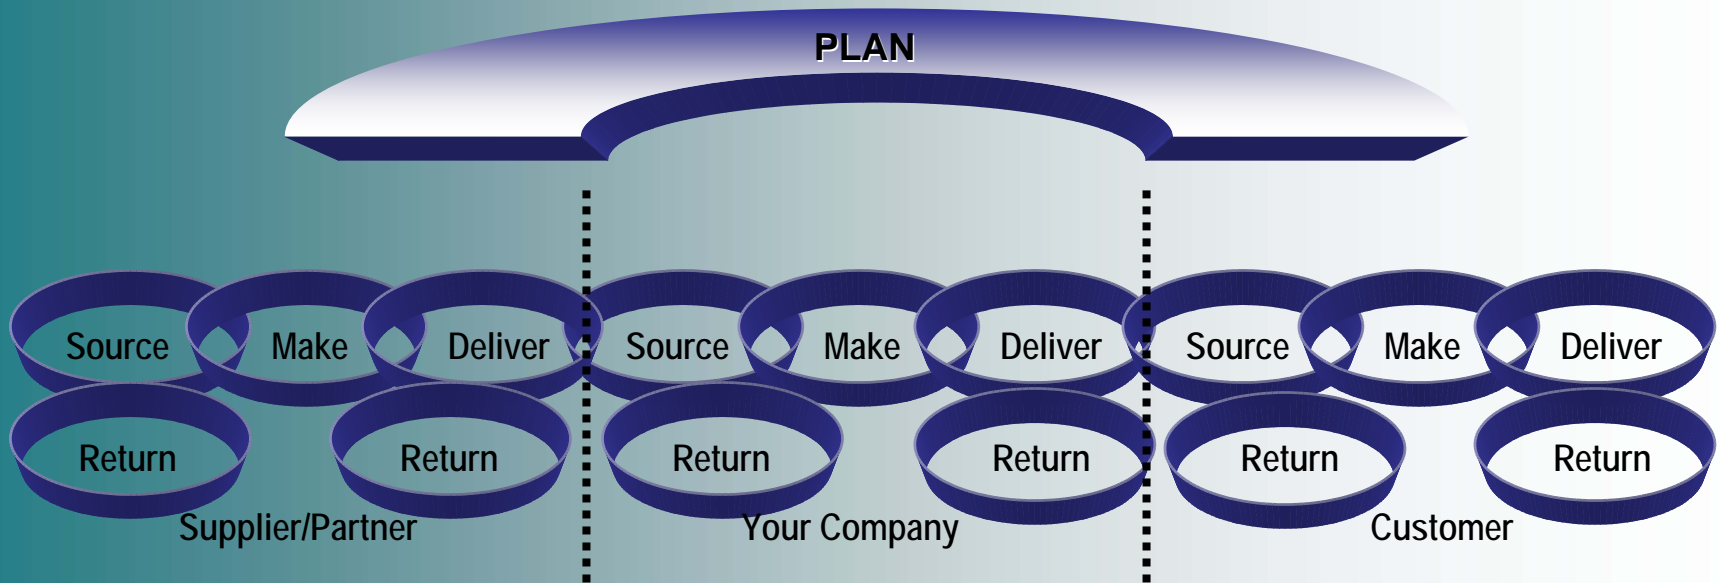 PLAN
Source Make Deliver Source Make Deliver Source Make Deliver
Return Return Return Return Return Return
Supplier/Partner Your Company Customer